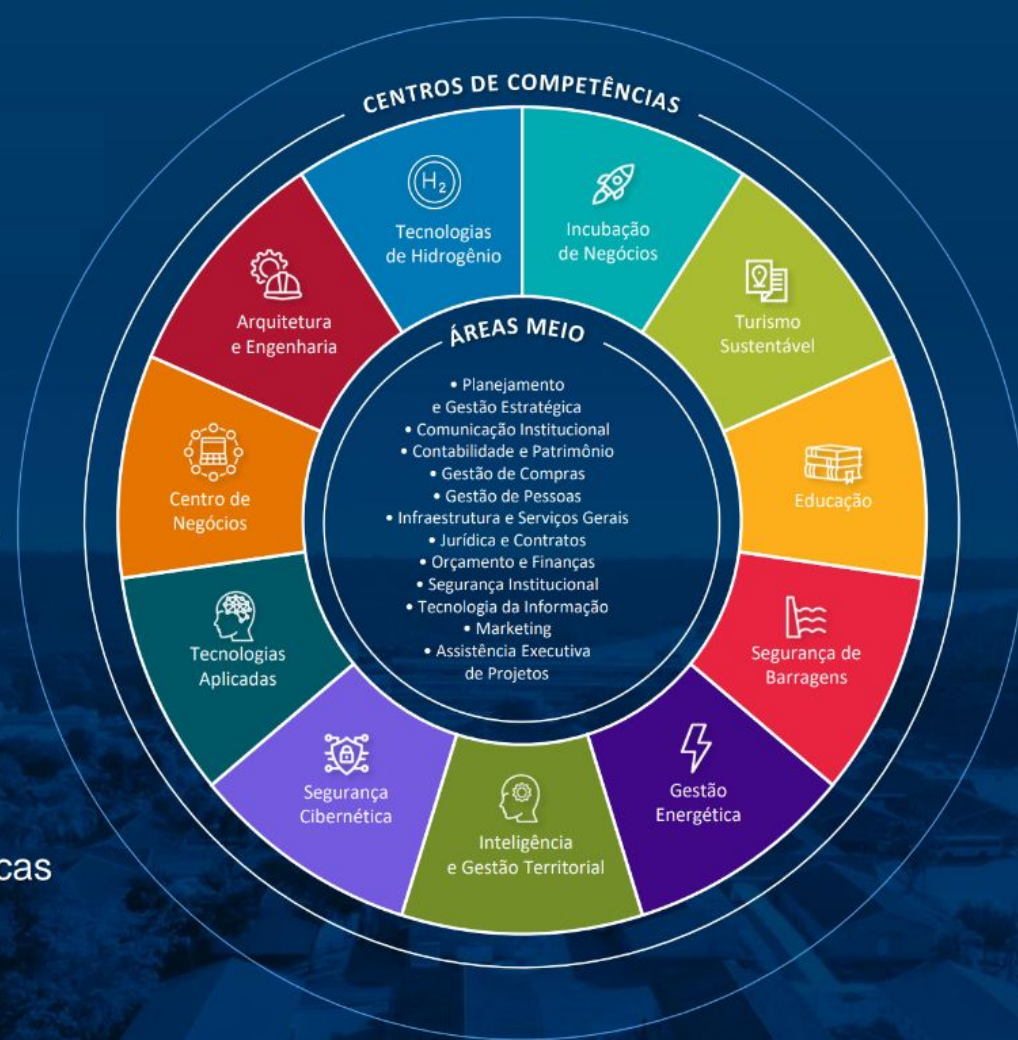 CENTROS DE COMPETÊNCIAS
H₂
Tecnologias
de Hidrogênio
Incubação
de Negócios
Turismo
Sustentável
Educação
Segurança de
Barragens
Gestão
Energética
Inteligência
e Gestão Territorial
Segurança
Cibernética
Tecnologias
Aplicadas
Centro de
Negócios
Arquitetura
e Engenharia
ÁREAS MEIO
• Planejamento
e Gestão Estratégica
• Comunicação Institucional
• Contabilidade e Patrimônio
• Gestão de Compras
• Gestão de Pessoas
• Infraestrutura e Serviços Gerais
• Jurídica e Contratos
• Orçamento e Finanças
• Segurança Institucional
• Tecnologia da Informação
• Marketing
• Assistência Executiva
de Projetos
cas